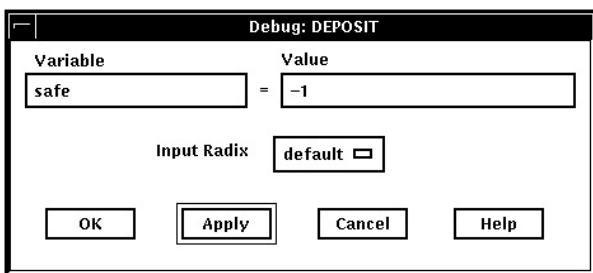 Debug: DEPOSIT
Variable Value
safe = −1
Input Radix default
OK Apply Cancel Help